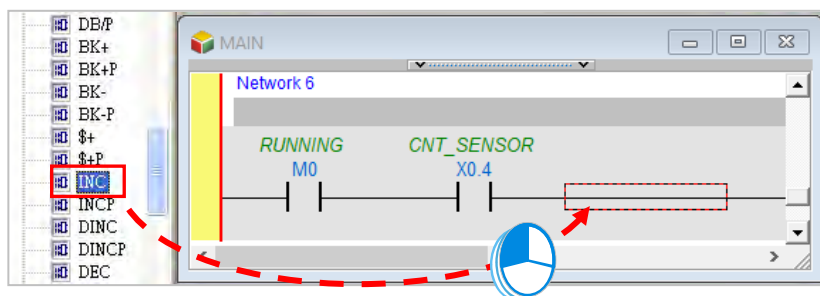 DB/P
BK+
BK+P
BK-
BK-P
$+
$+P
INC
INCP
DINC
DINCP
DEC
MAIN
Network 6
RUNNING CNT_SENSOR
M0 X0.4